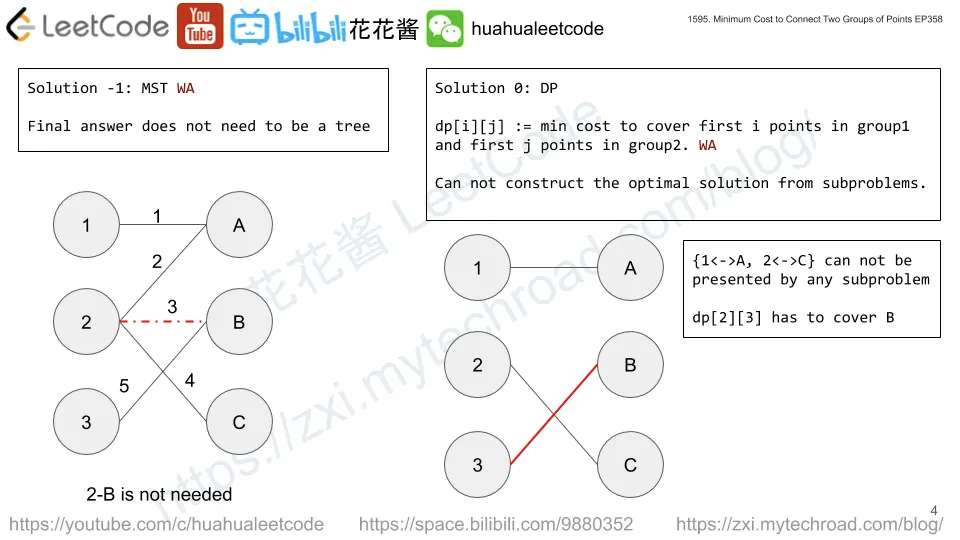 LeetCode You Tube bilibili 花花酱 huahualeetcode
1595. Minimum Cost to Connect Two Groups of Points EP358
Solution -1: MST WA
Final answer does not need to be a tree
Solution 0: DP
dp[i][j] := min cost to cover first i points in group1
and first j points in group2. WA
Can not construct the optimal solution from subproblems.
1 1 A
2
2 3 B
5 4
3 C
2-B is not needed
1 A
2 B
3 C
{1<->A, 2<->C} can not be
presented by any subproblem
dp[2][3] has to cover B
花花酱 LeetCode
https://zxi.mytechroad.com/blog/
4
https://youtube.com/c/huahualeetcode https://space.bilibili.com/9880352 https://zxi.mytechroad.com/blog/